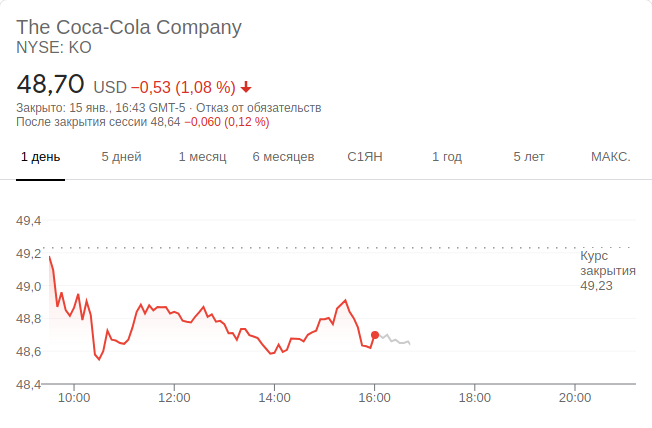 The Coca-Cola Company
NYSE: KO
48,70 USD −0,53 (1,08 %)
Закрыто: 15 янв., 16:43 GMT-5 · Отказ от обязательств
После закрытия сессии 48,64 −0,060 (0,12 %)
1 день 5 дней 1 месяц 6 месяцев С1ЯН 1 год 5 лет МАКС.
49,4
49,2
49,0
48,8
48,6
48,4
Курс
закрытия
49,23
10:00 12:00 14:00 16:00 18:00 20:00